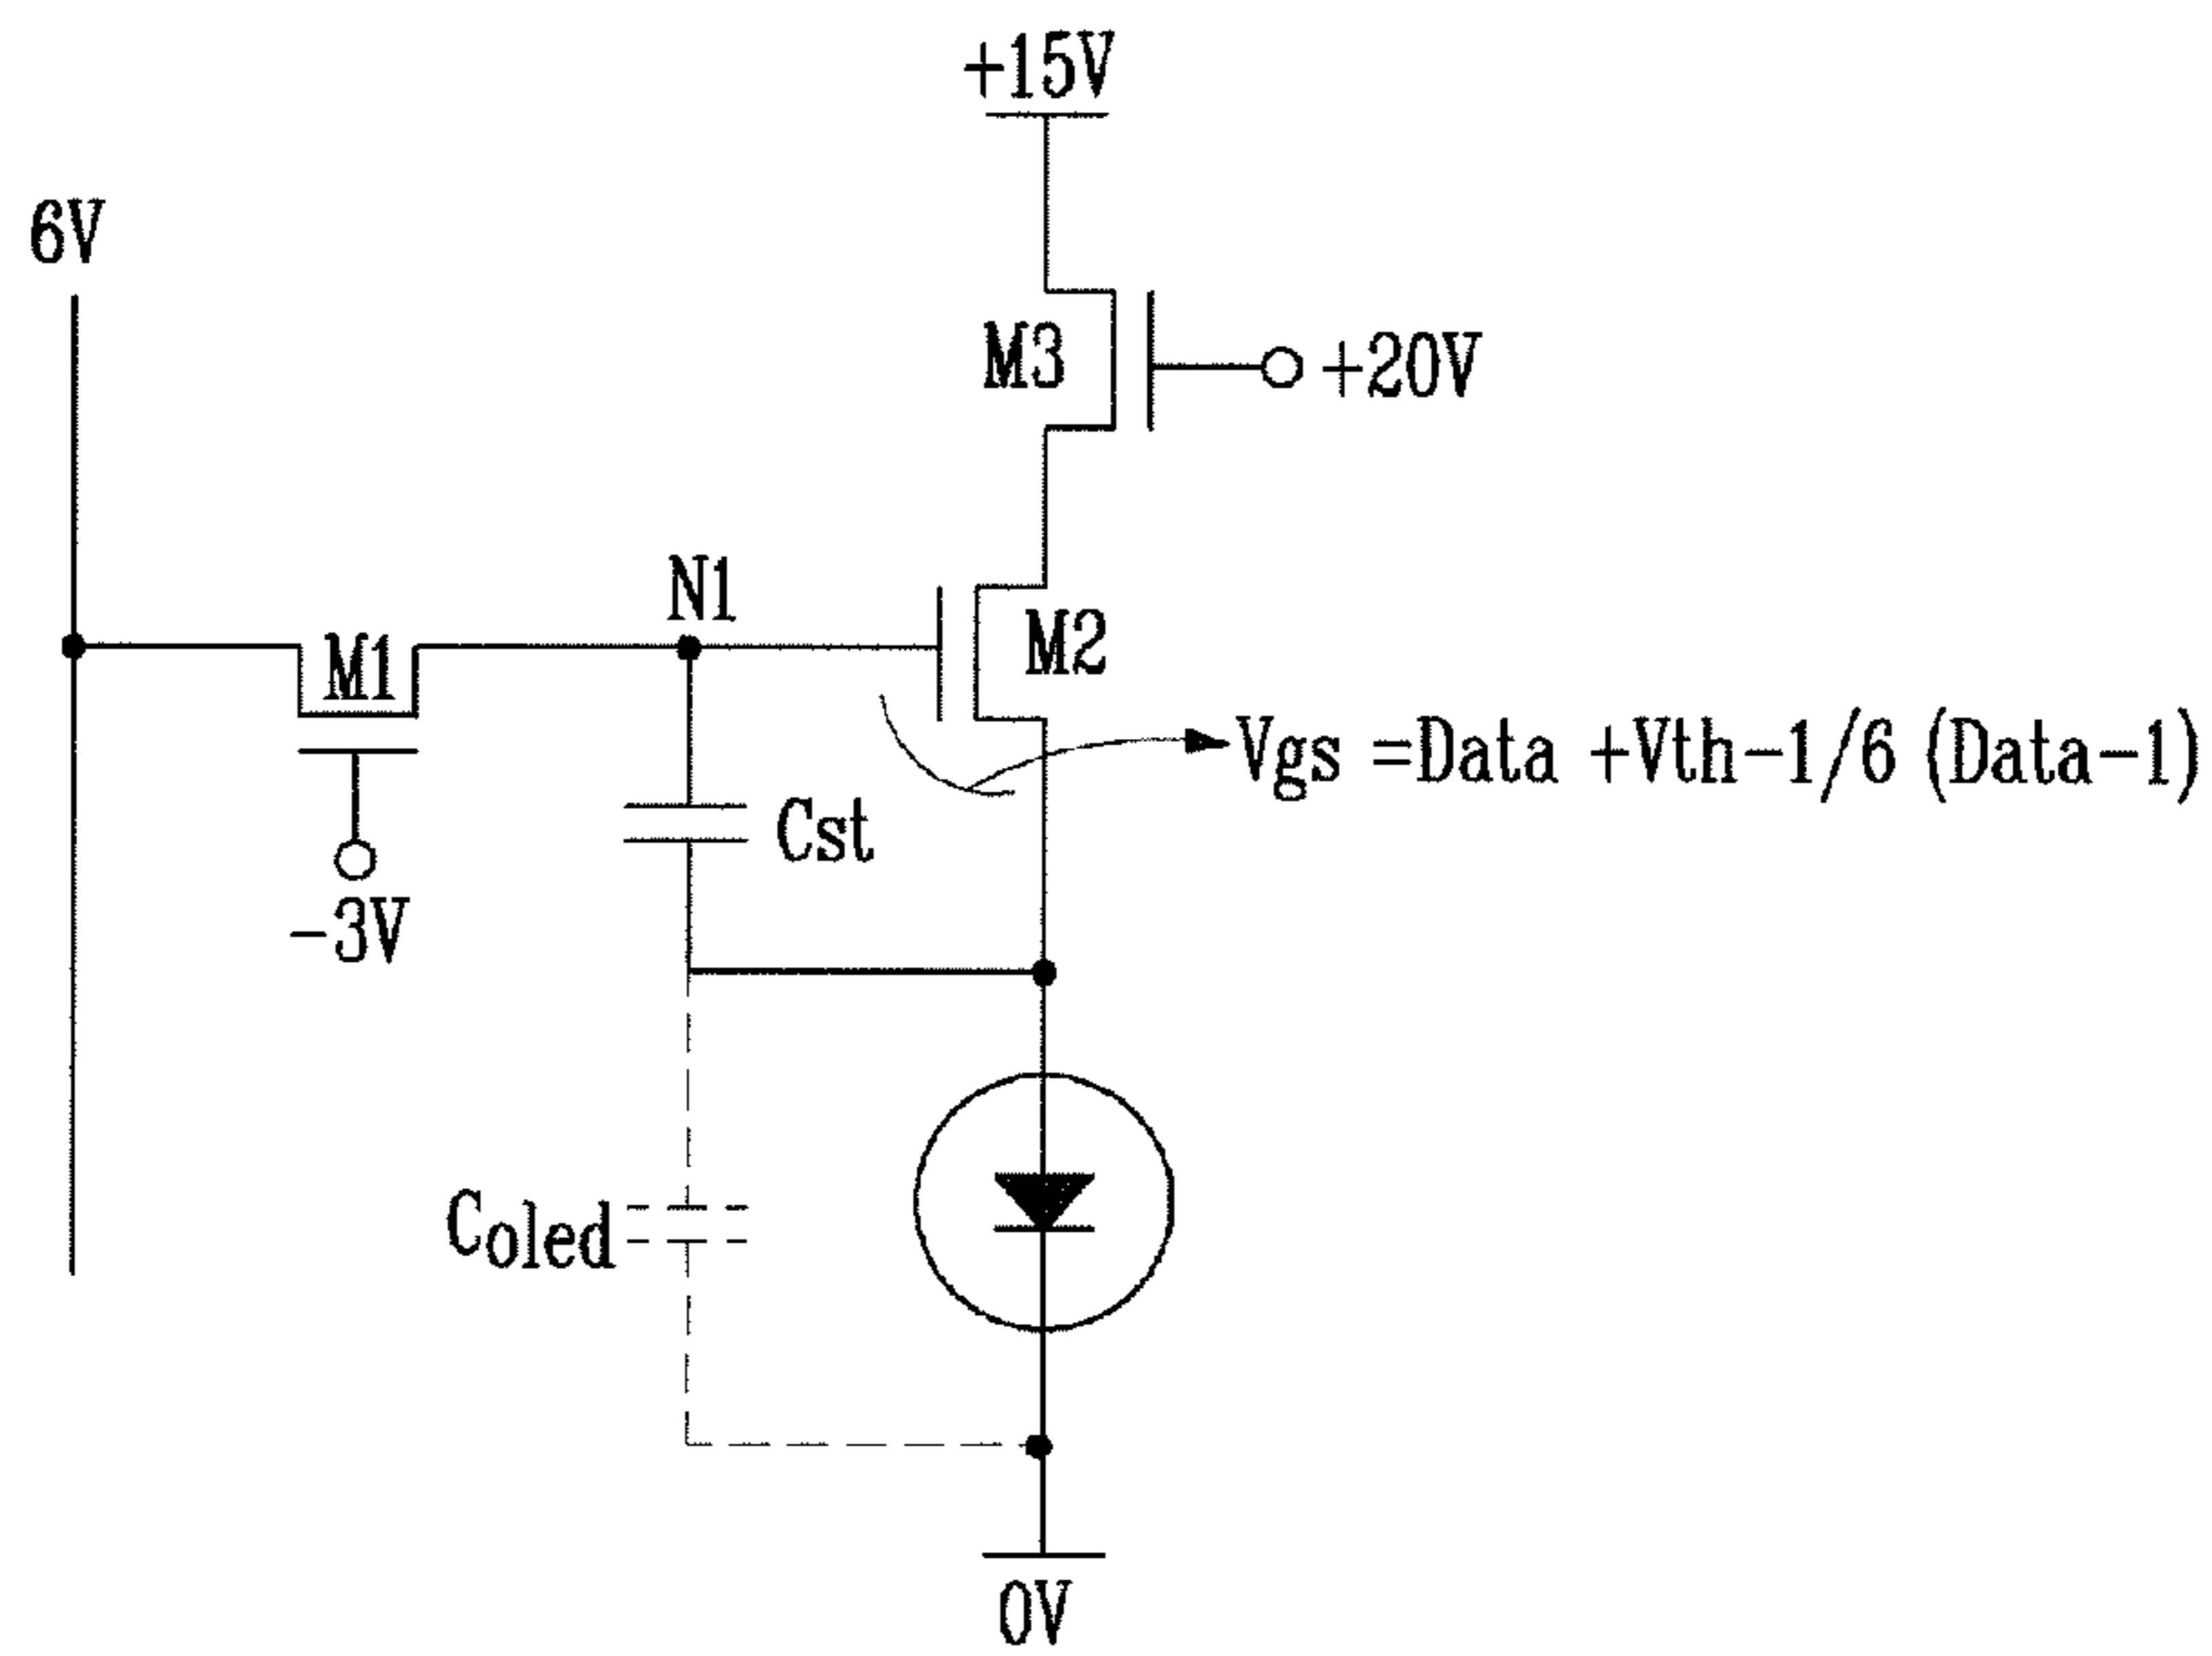 +15V
6V
M3
+20V
N1
M1
M2
Vgs =Data +Vth-1/6 (Data-1)
Cst
-3V
Coled
0V